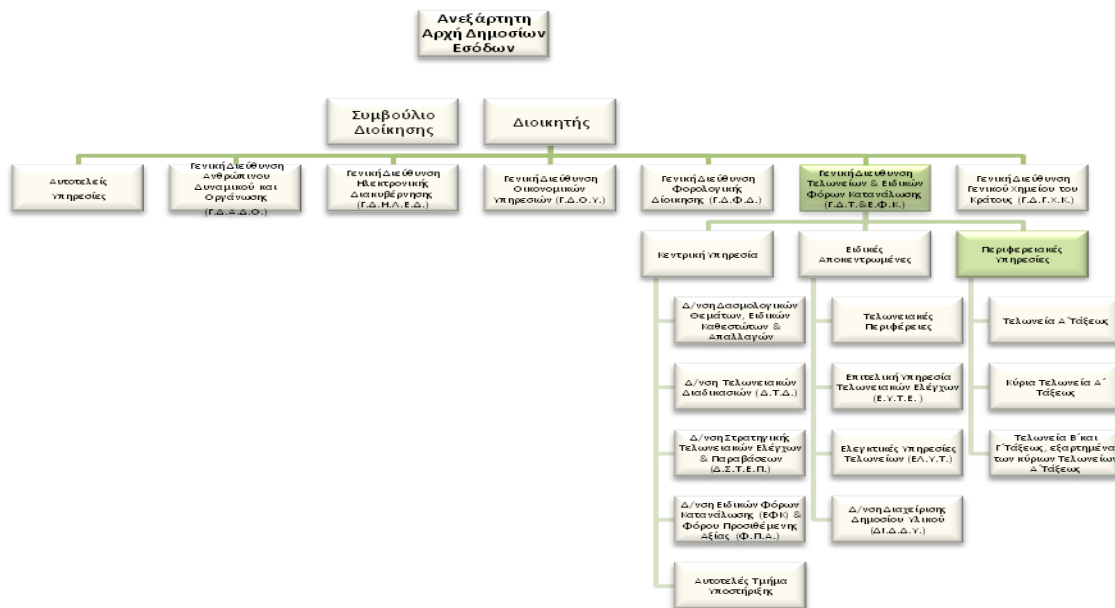 Ανεξάρτητη
Αρχή Δημοσίων
Εσόδων
Συμβούλιο
Διοίκησης
Διοικητής
Αυτοτελείς
Υπηρεσίες
Γενική Διεύθυνση
Ανθρώπινου
Δυναμικού και
Οργάνωσης
(Γ.Δ.Α.Δ.Ο.)
Γενική Διεύθυνση
Ηλεκτρονικής
Διακυβέρνησης
(Γ.Δ.ΗΛ.Ε.Δ.)
Γενική Διεύθυνση
Οικονομικών
Υπηρεσιών (Γ.Δ.Ο.Υ.)
Γενική Διεύθυνση
Φορολογικής
Διοίκησης (Γ.Δ.Φ.Δ.)
Γενική Διεύθυνση
Τελωνείων & Ειδικών
Φόρων Κατανάλωσης
(Γ.Δ.Τ.&Ε.Φ.Κ.)
Γενική Διεύθυνση
Γενικού Χημείου του
Κράτους (Γ.Δ.Γ.Χ.Κ.)
Κεντρική Υπηρεσία
Ειδικές
Αποκεντρωμένες
Περιφερειακές
Υπηρεσίες
Δ/νση Δασμολογικών
Θεμάτων, Ειδικών
Καθεστώτων &
Απαλλαγών
Δ/νση Τελωνειακών
Διαδικασιών (Δ.Τ.Δ.)
Δ/νση Στρατηγικής
Τελωνειακών Ελέγχων
& Παραβάσεων
(Δ.Σ.Τ.Ε.Π.)
Δ/νση Ειδικών Φόρων
Κατανάλωσης (ΕΦΚ) &
Φόρου Προσιθέμενης
Αξίας (Φ.Π.Α.)
Αυτοτελές Τμήμα
Υποστήριξης
Τελωνειακές
Περιφέρειες
Επιτελική Υπηρεσία
Τελωνειακών Ελέγχων
(Ε.Υ.Τ.Ε. )
Ελεγκτικές Υπηρεσίες
Τελωνείων (ΕΛ.Υ.Τ.)
Δ/νση Διαχείρισης
Δημοσίου Υλικού
(ΔΙ.Δ.Δ.Υ.)
Τελωνεία Α΄Τάξεως
Κύρια Τελωνεία Α΄
Τάξεως
Τελωνεία Β΄και
Γ΄Τάξεως, εξαρτημένα
των κύριων Τελωνείων
Α΄Τάξεως